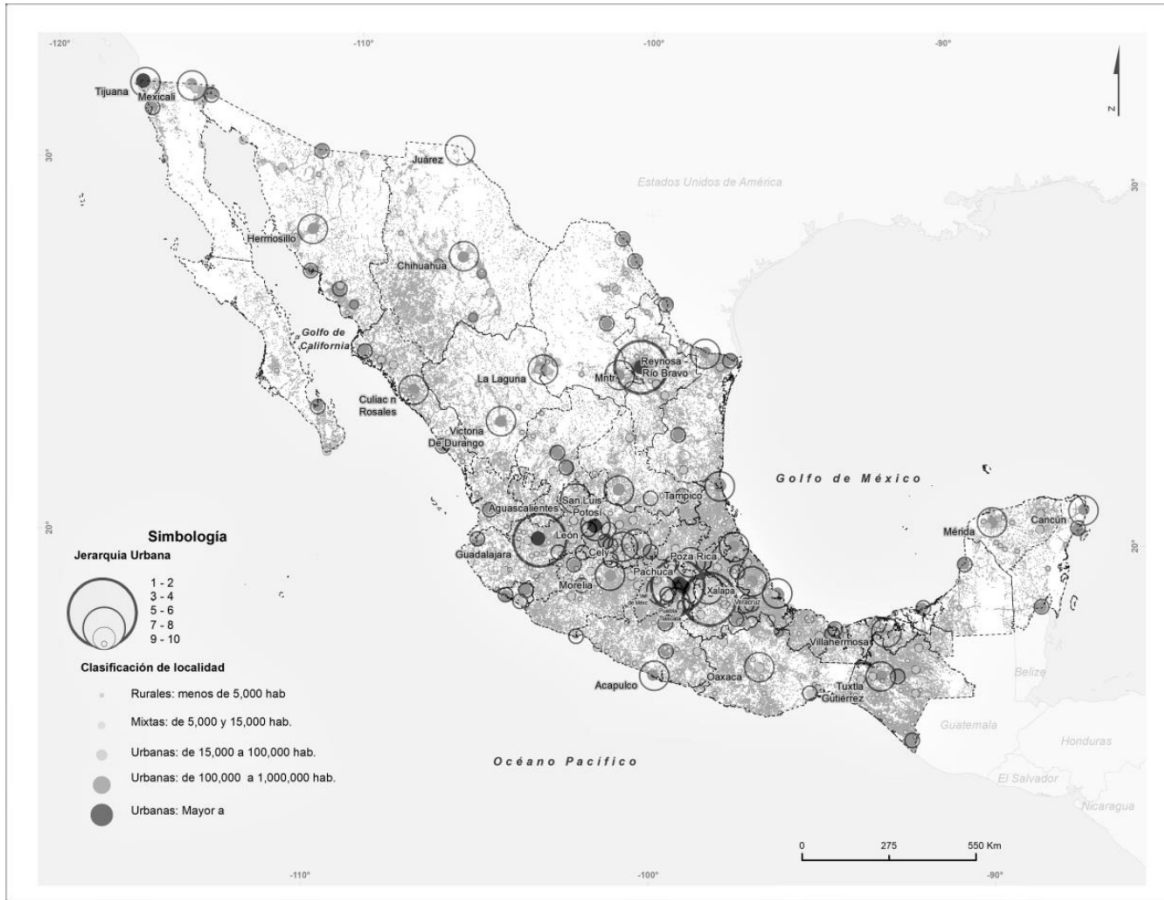 -120°
-110°
-100°
-90°
Tijuana
Mexicali
N
30°
30°
Juárez
Estados Unidos de América
Hermosillo
Chihuahua
Golfo de
California
Reynosa
Río Bravo
La Laguna
Mntr
Culiac n
Rosales
Victoria
De Durango
Golfo de México
San Luis
Potosí
Tampico
Aguascalientes
Mérida
Cancún
20°
20°
León
Guadalajara
Cely
Poza Rica
Pachuca
Morelia
Xalapa
Veracruz
Villahermosa
Acapulco
Oaxaca
Tuxtla
Gutiérrez
Belize
Guatemala
Honduras
El Salvador
Nicaragua
Océano Pacífico
Simbología
Jerarquia Urbana
1 - 2
3 - 4
5 - 6
7 - 8
9 - 10
Clasificación de localidad
Rurales: menos de 5,000 hab
Mixtas: de 5,000 y 15,000 hab.
Urbanas: de 15,000 a 100,000 hab.
Urbanas: de 100,000 a 1,000,000 hab.
Urbanas: Mayor a
0 275 550 Km
-110°
-100°
-90°